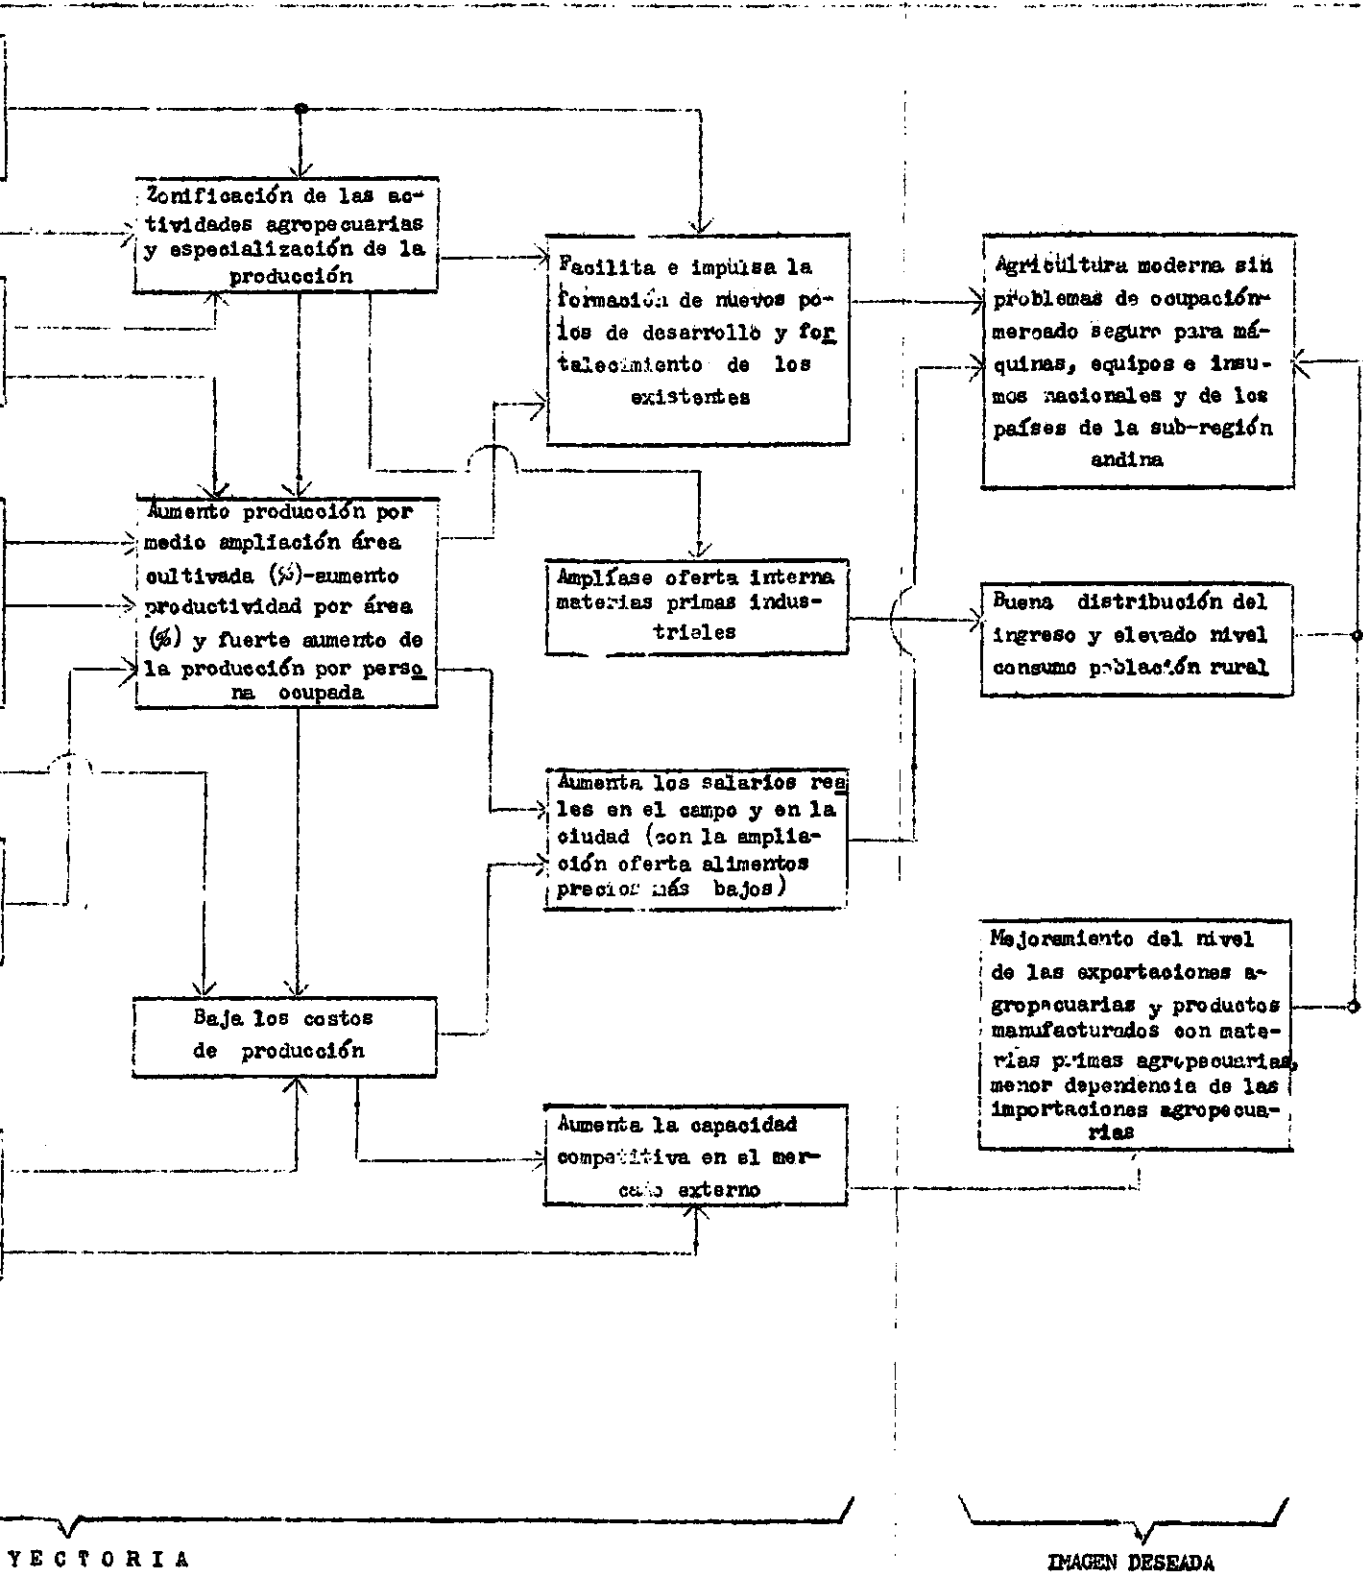 Zonificación de las ac-
tividades agropecuarias
y especialización de la
producción
Facilita e impulsa la
formación de nuevos po-
los de desarrollo y for
talecimiento de los
existentes
Agricultura moderna sin
problemas de ocupación-
mercado seguro para má-
quinas, equipos e insu-
mos nacionales y de los
países de la sub-región
andina
Aumento producción por
medio ampliación área
cultivada (%)-aumento
productividad por área
(%) y fuerte aumento de
la producción por perso
na ocupada
Amplíase oferta interna
materias primas indus-
triales
Buena distribución del
ingreso y elevado nivel
consumo población rural
Aumenta los salarios rea
les en el campo y en la
ciudad (con la amplia-
ción oferta alimentos
precios más bajos)
Baja los costos
de producción
Mejoramiento del nivel
de las exportaciones a-
gropecuarias y productos
manufacturados con mate-
rias primas agropecuarias,
menor dependencia de las
importaciones agropecua-
rias
Aumenta la capacidad
competitiva en el mer-
cado externo
YECTORIA
IMAGEN DESEADA